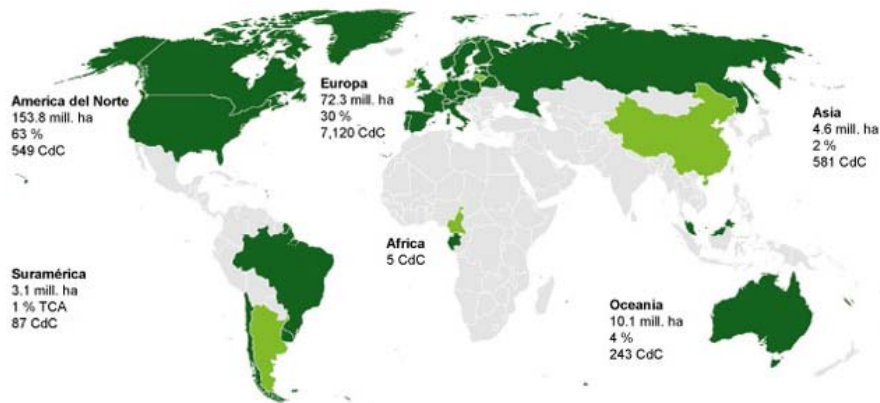 America del Norte
153.8 mill. ha
63 %
549 CdC
Europa
72.3 mill. ha
30 %
7,120 CdC
Asia
4.6 mill. ha
2 %
581 CdC
Africa
5 CdC
Suramérica
3.1 mill. ha
1 % TCA
87 CdC
Oceania
10.1 mill. ha
4 %
243 CdC